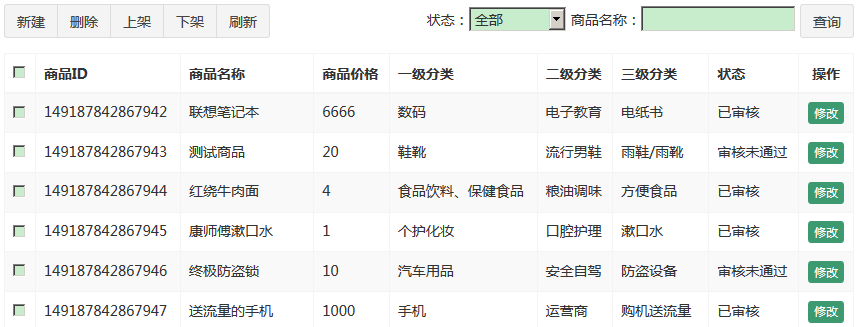 新建 删除 上架 下架 刷新 状态：全部 商品名称： 查询
商品ID 商品名称 商品价格 一级分类 二级分类 三级分类 状态 操作
149187842867942 联想笔记本 6666 数码 电子教育 电纸书 已审核 修改
149187842867943 测试商品 20 鞋靴 流行男鞋 雨鞋/雨靴 审核未通过 修改
149187842867944 红绕牛肉面 4 食品饮料、保健食品 粮油调味 方便食品 已审核 修改
149187842867945 康师傅漱口水 1 个护化妆 口腔护理 漱口水 已审核 修改
149187842867946 终极防盗锁 10 汽车用品 安全自驾 防盗设备 审核未通过 修改
149187842867947 送流量的手机 1000 手机 运营商 购机送流量 已审核 修改